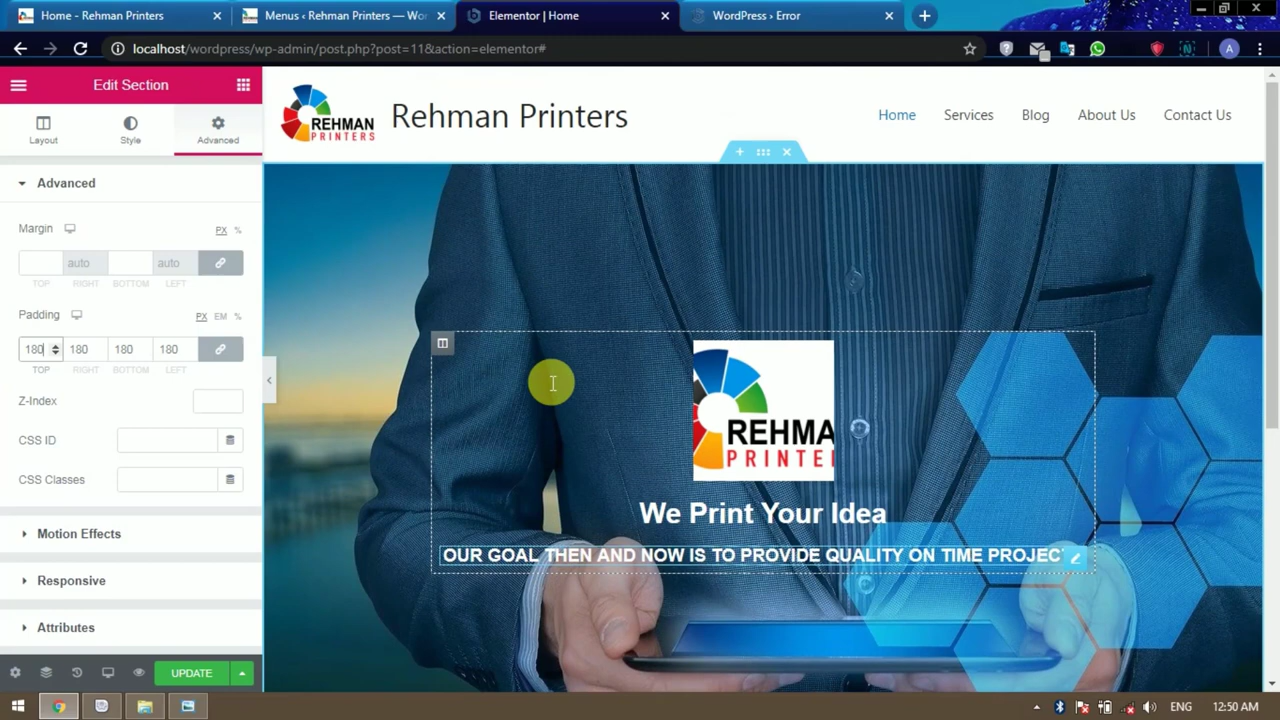 Home - Rehman Printers
Menus ‹ Rehman Printers — Wor
Elementor | Home
WordPress › Error
localhost/wordpress/wp-admin/post.php?post=11&action=elementor#
A
Edit Section
Layout
Style
Advanced
Advanced
Margin
PX %
auto
auto
TOP RIGHT BOTTOM LEFT
Padding
PX EM %
180 180 180 180
TOP RIGHT BOTTOM LEFT
Z-Index
CSS ID
CSS Classes
Motion Effects
Responsive
Attributes
UPDATE
REHMAN
PRINTERS
Rehman Printers
Home Services Blog About Us Contact Us
REHMA
PRINTE
We Print Your Idea
OUR GOAL THEN AND NOW IS TO PROVIDE QUALITY ON TIME PROJEC
ENG
12:50 AM